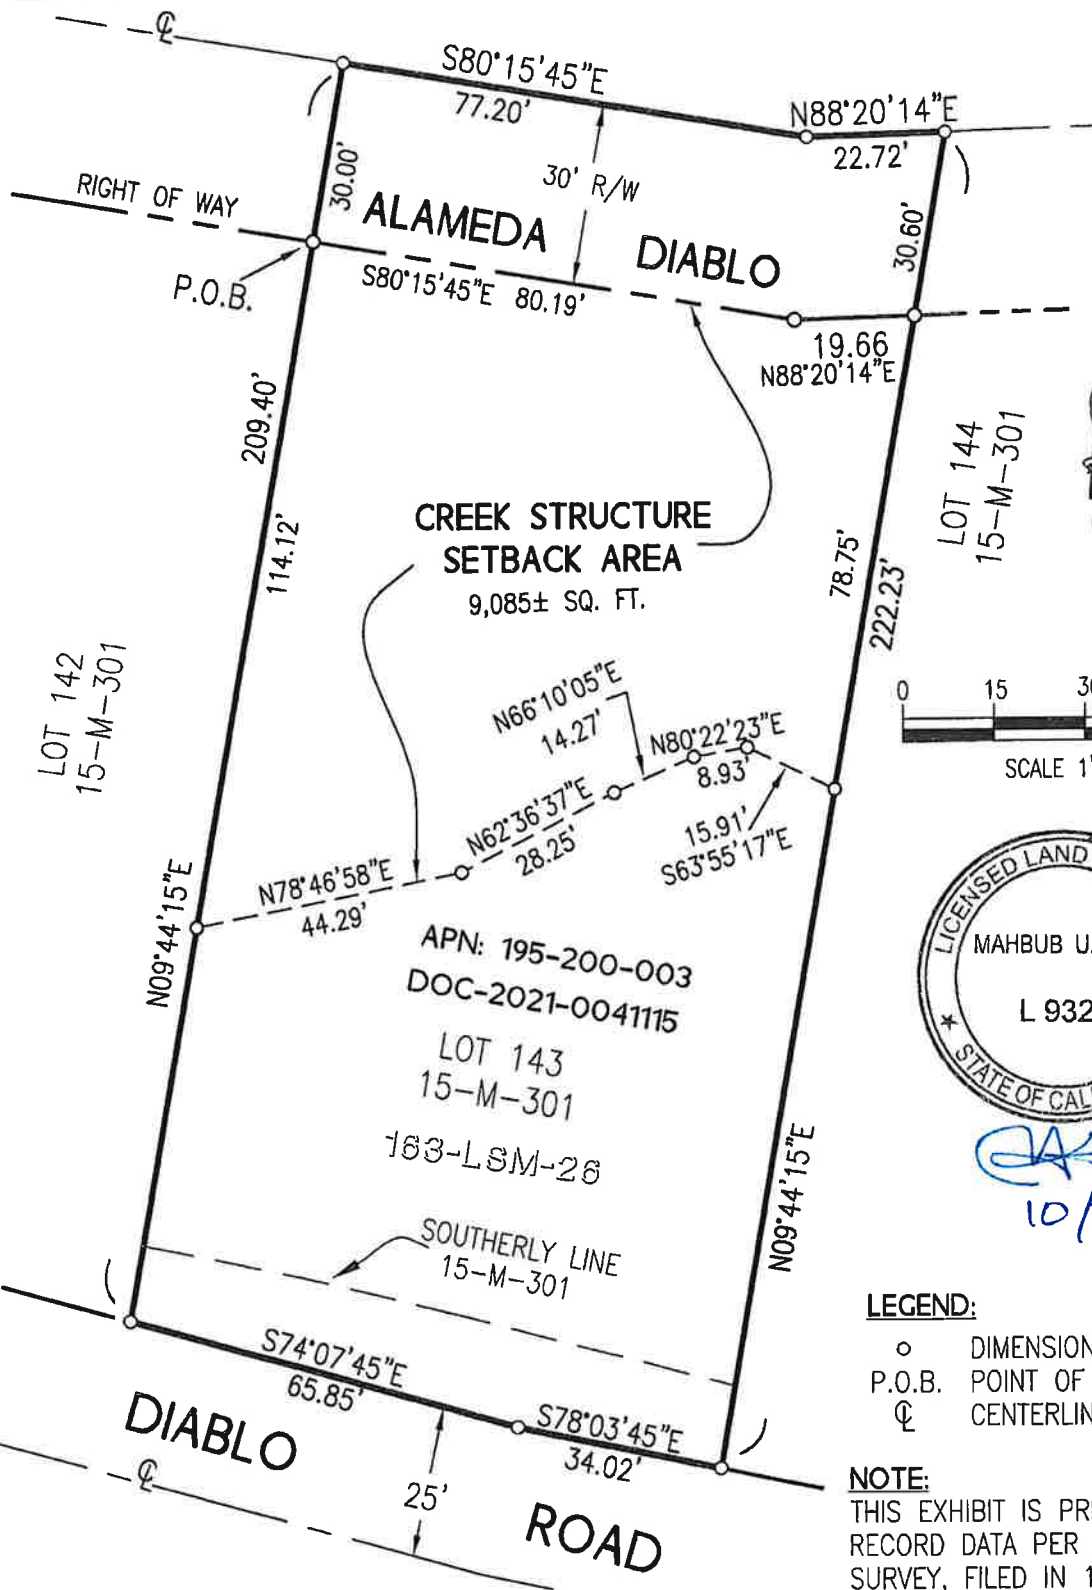 ℄
S80°15'45"E
77.20'
N88°20'14"E
22.72'
30.00'
30' R/W
30.60'
RIGHT OF WAY
ALAMEDA DIABLO
P.O.B.
S80°15'45"E 80.19'
19.66
N88°20'14"E
209.40'
114.12'
LOT 144
15-M-301
CREEK STRUCTURE
SETBACK AREA
9,085± SQ. FT.
78.75'
222.23'
LOT 142
15-M-301
0 15
SCALE 1"
N66°10'05"E
14.27'
N80°22'23"E
8.93'
N62°36'37"E
28.25'
15.91'
S63°55'17"E
N78°46'58"E
44.29'
N09°44'15"E
LICENSED LAND
MAHBUB U.
L 932
STATE OF CAL
APN: 195-200-003
DOC-2021-0041115
LOT 143
15-M-301
163-LSM-26
N09°44'15"E
10/
SOUTHERLY LINE
15-M-301
S74°07'45"E
65.85'
S78°03'45"E
34.02'
DIABLO ROAD
℄
25'
LEGEND:
DIMENSION
P.O.B. POINT OF
℄ CENTERLIN
NOTE:
THIS EXHIBIT IS PR
RECORD DATA PER
SURVEY, FILED IN 1